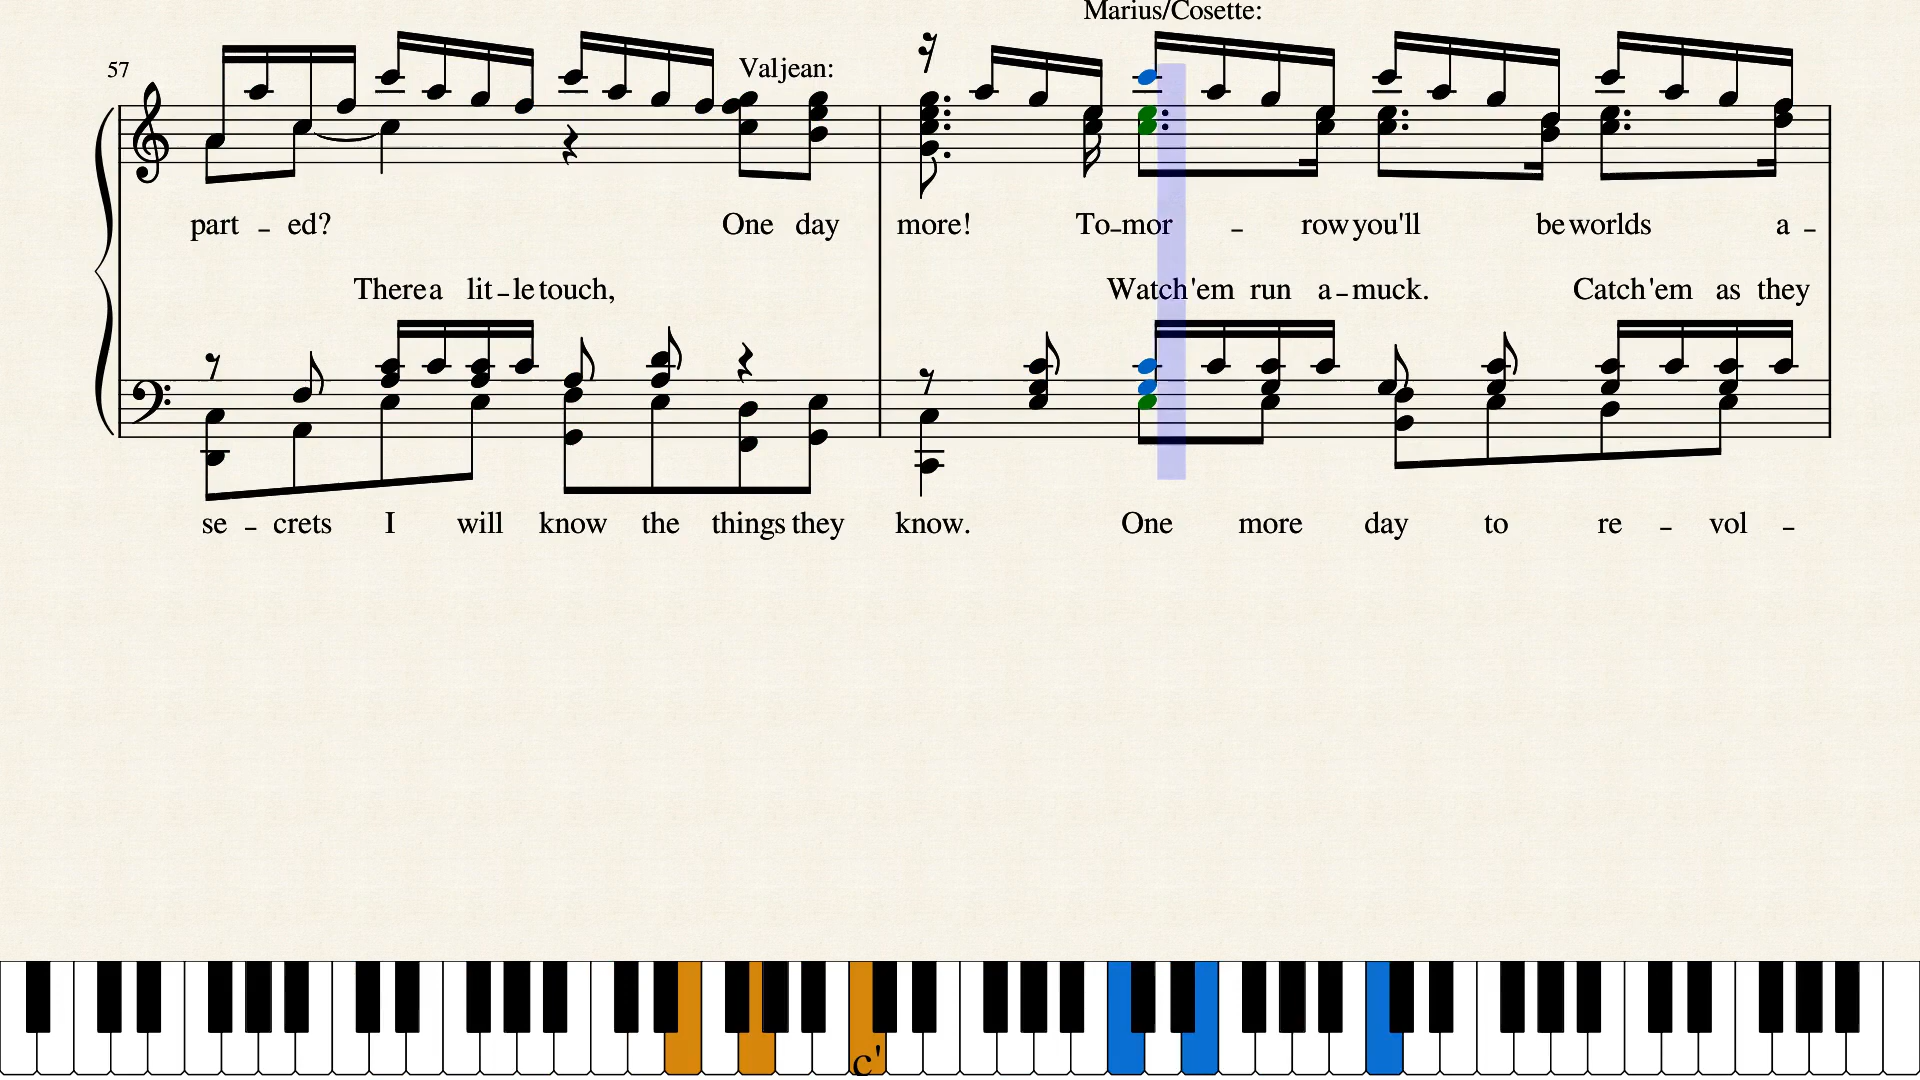 Marius/Cosette:
57
Valjean:
part – ed? One day more! To – mor – row you'll be worlds a –
There a lit – le touch, Watch 'em run a – muck. Catch 'em as they
se – crets I will know the things they know. One more day to re – vol –
c'